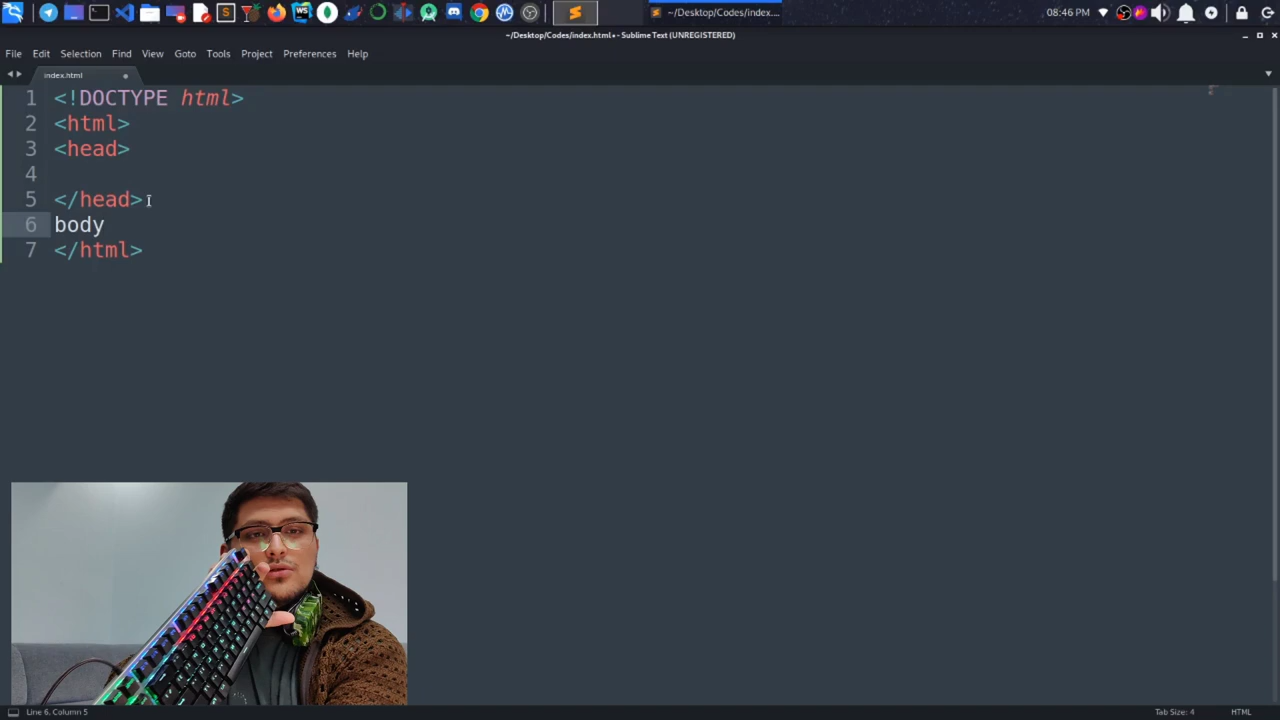 ~/Desktop/Codes/index....
08:46 PM
~/Desktop/Codes/index.html • - Sublime Text (UNREGISTERED)
File Edit Selection Find View Goto Tools Project Preferences Help
index.html
1 <!DOCTYPE html>
2 <html>
3 <head>
4
5 </head>
6 body
7 </html>
Line 6, Column 5
Tab Size: 4
HTML